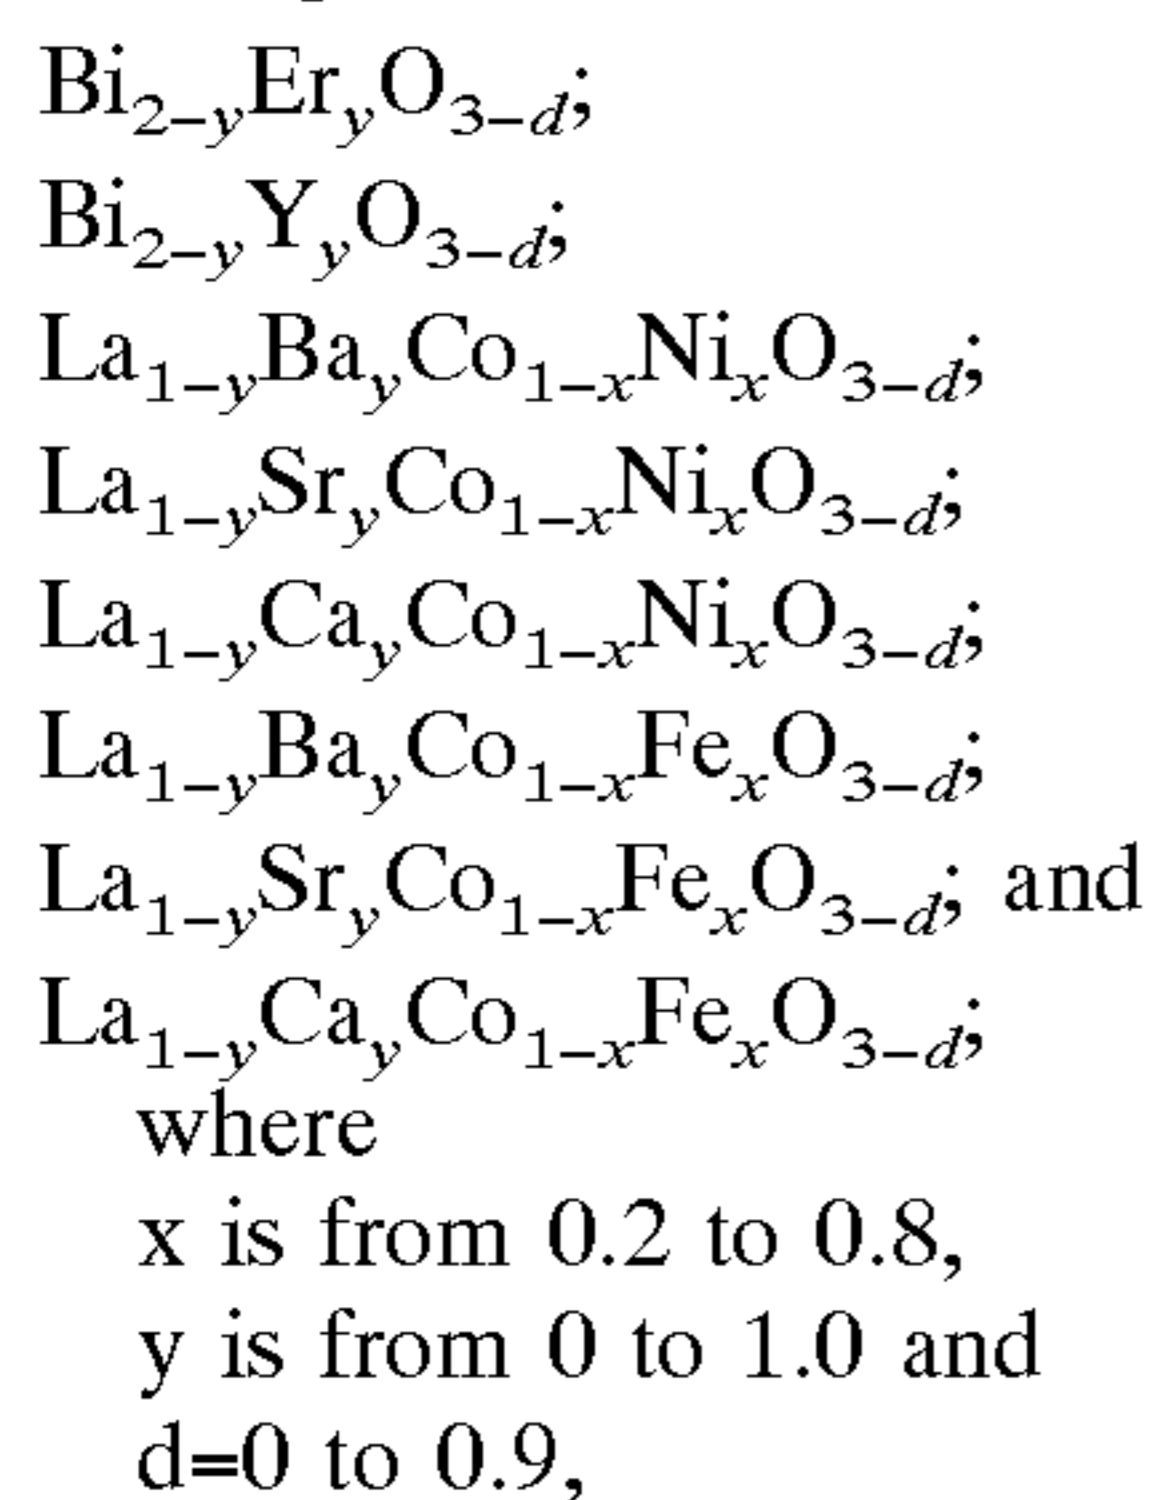 Bi₂₋yEryO₃₋d;
Bi₂₋yYyO₃₋d;
La₁₋yBayCo₁₋ₓNiₓO₃₋d;
La₁₋ySryCo₁₋ₓNiₓO₃₋d;
La₁₋yCayCo₁₋ₓNiₓO₃₋d;
La₁₋yBayCo₁₋ₓFeₓO₃₋d;
La₁₋ySryCo₁₋ₓFeₓO₃₋d; and
La₁₋yCayCo₁₋ₓFeₓO₃₋d;
where
x is from 0.2 to 0.8,
y is from 0 to 1.0 and
d=0 to 0.9,